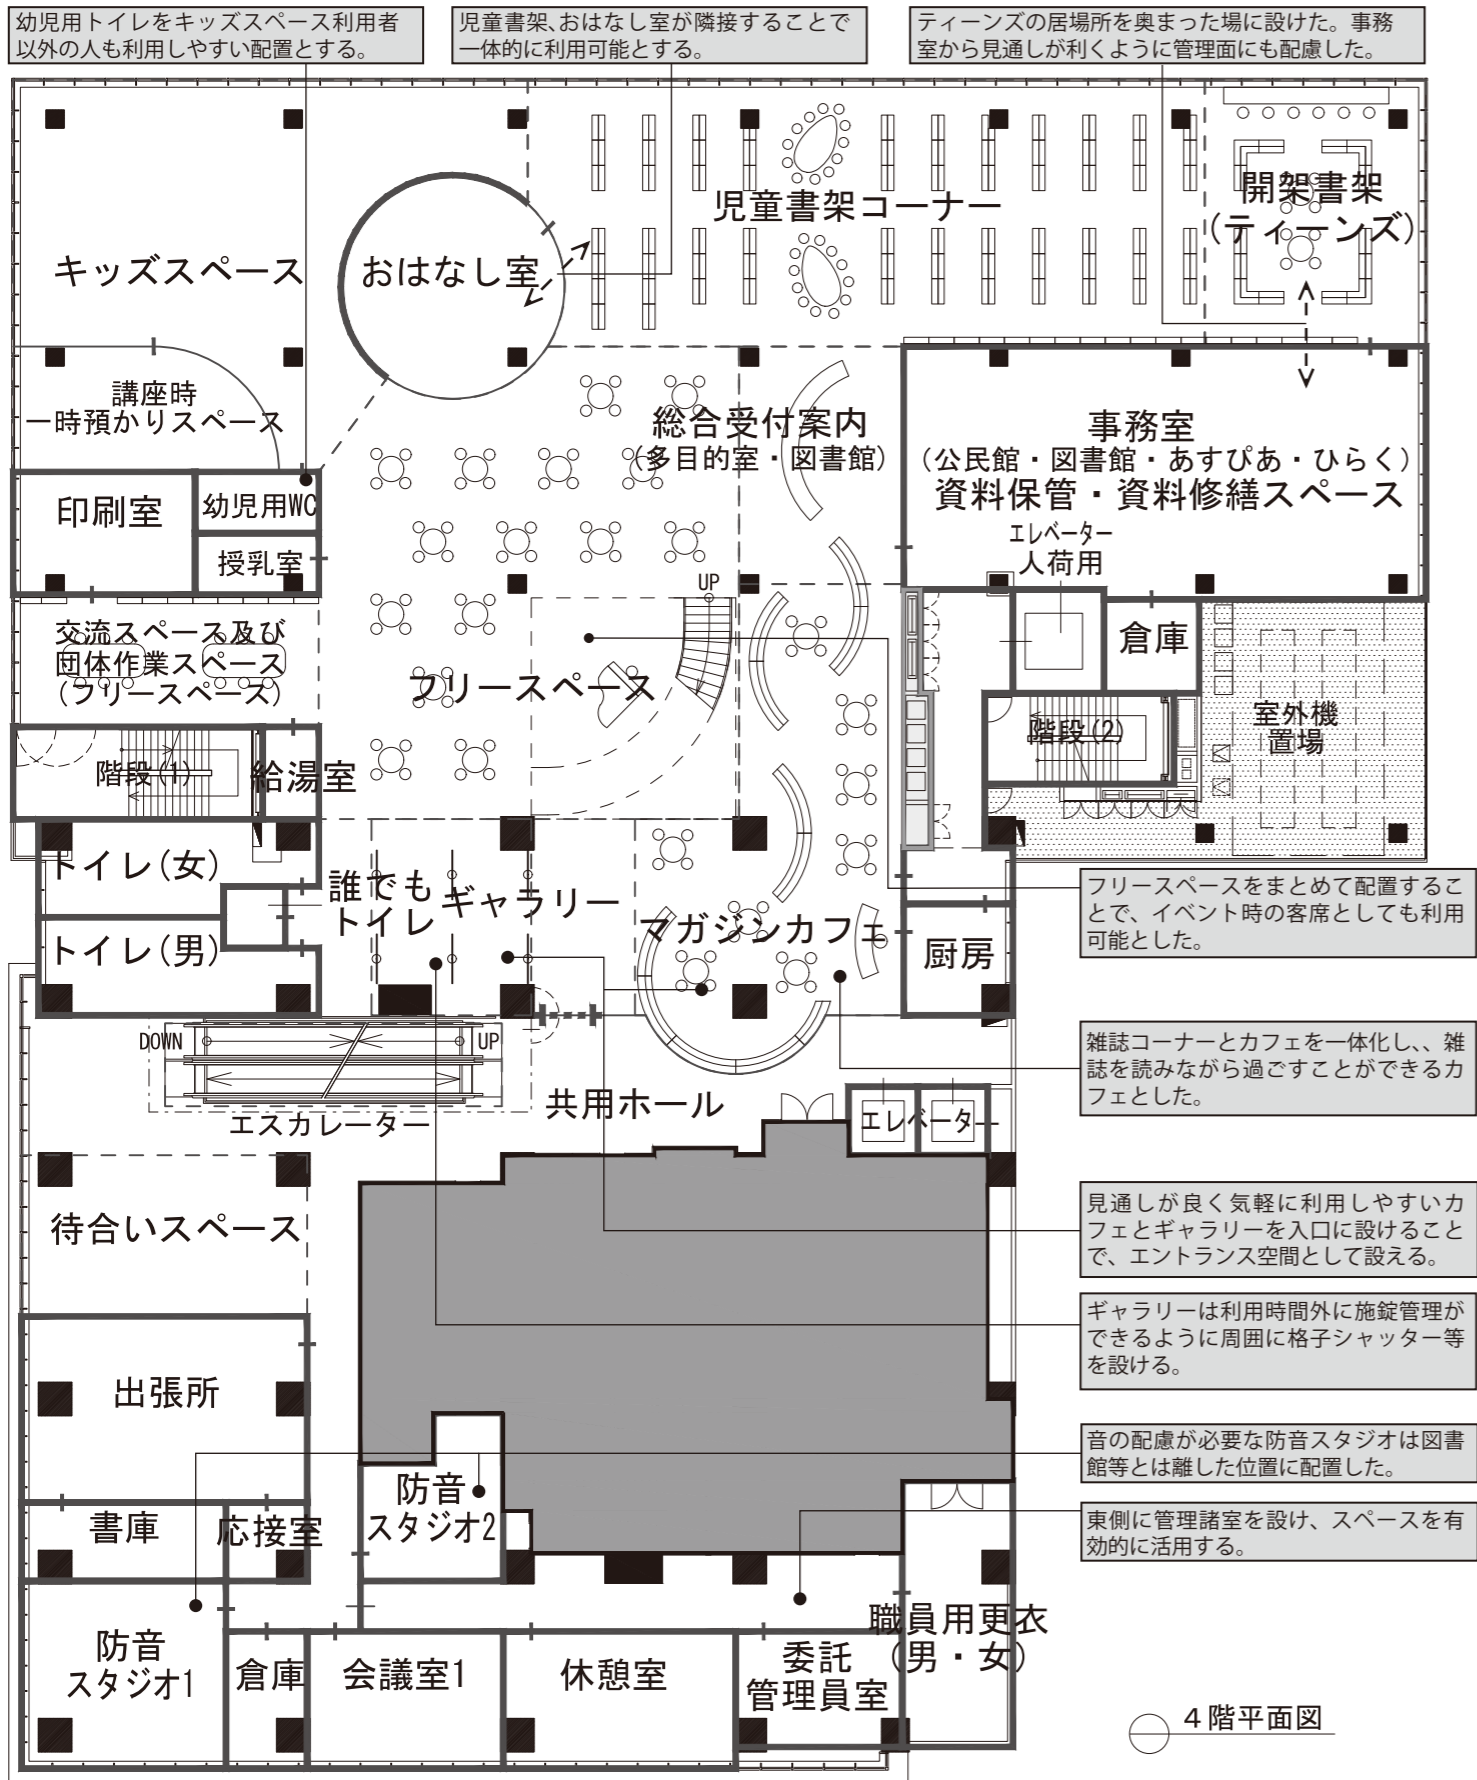 幼児用トイレをキッズスペース利用者
以外の人も利用しやすい配置とする。
児童書架、おはなし室が隣接することで
一体的に利用可能とする。
ティーンズの居場所を奥まった場に設けた。事務
室から見通しが利くように管理面にも配慮した。
児童書架コーナー
開架書架
(ティーンズ)
キッズスペース
おはなし室
講座時
一時預かりスペース
総合受付案内
(多目的室・図書館)
事務室
(公民館・図書館・あすぴあ・ひらく)
資料保管・資料修繕スペース
印刷室
幼児用WC
授乳室
エレベーター
人荷用
UP
倉庫
交流スペース及び
団体作業スペース
(フリースペース)
フリースペース
階段(1)
給湯室
階段(2)
室外機
置場
トイレ(女)
誰でも
トイレ
ギャラリー
マガジンカフェ
トイレ(男)
厨房
フリースペースをまとめて配置するこ
とで、イベント時の客席としても利用
可能とした。
DOWN
UP
エスカレーター
共用ホール
エレベーター
雑誌コーナーとカフェを一体化し、、雑
誌を読みながら過ごすことができるカ
フェとした。
待合いスペース
見通しが良く気軽に利用しやすいカ
フェとギャラリーを入口に設けること
で、エントランス空間として設える。
ギャラリーは利用時間外に施錠管理が
できるように周囲に格子シャッター等
を設ける。
出張所
音の配慮が必要な防音スタジオは図書
館等とは離した位置に配置した。
防音
スタジオ2
書庫
応接室
東側に管理諸室を設け、スペースを有
効的に活用する。
防音
スタジオ1
倉庫
会議室1
休憩室
委託
管理員室
職員用更衣
(男・女)
4階平面図